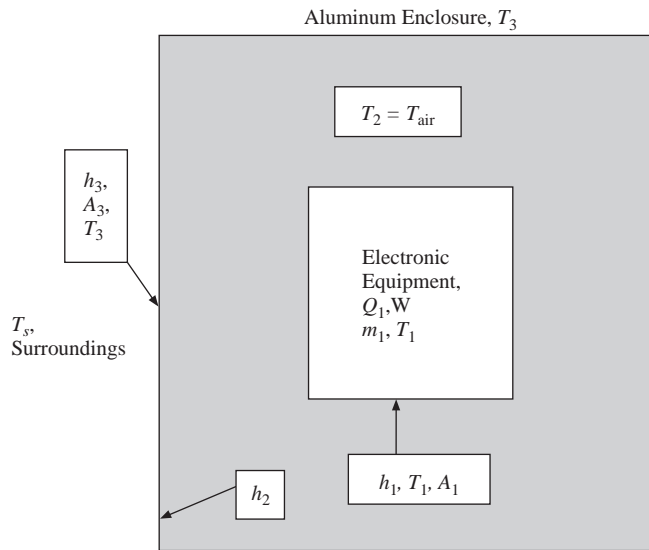 Aluminum Enclosure, T₃
T₂ = Tₐᵢᵣ
h₃,
A₃,
T₃
Electronic
Equipment,
Q₁,W
m₁, T₁
Tₛ,
Surroundings
h₂
h₁, T₁, A₁